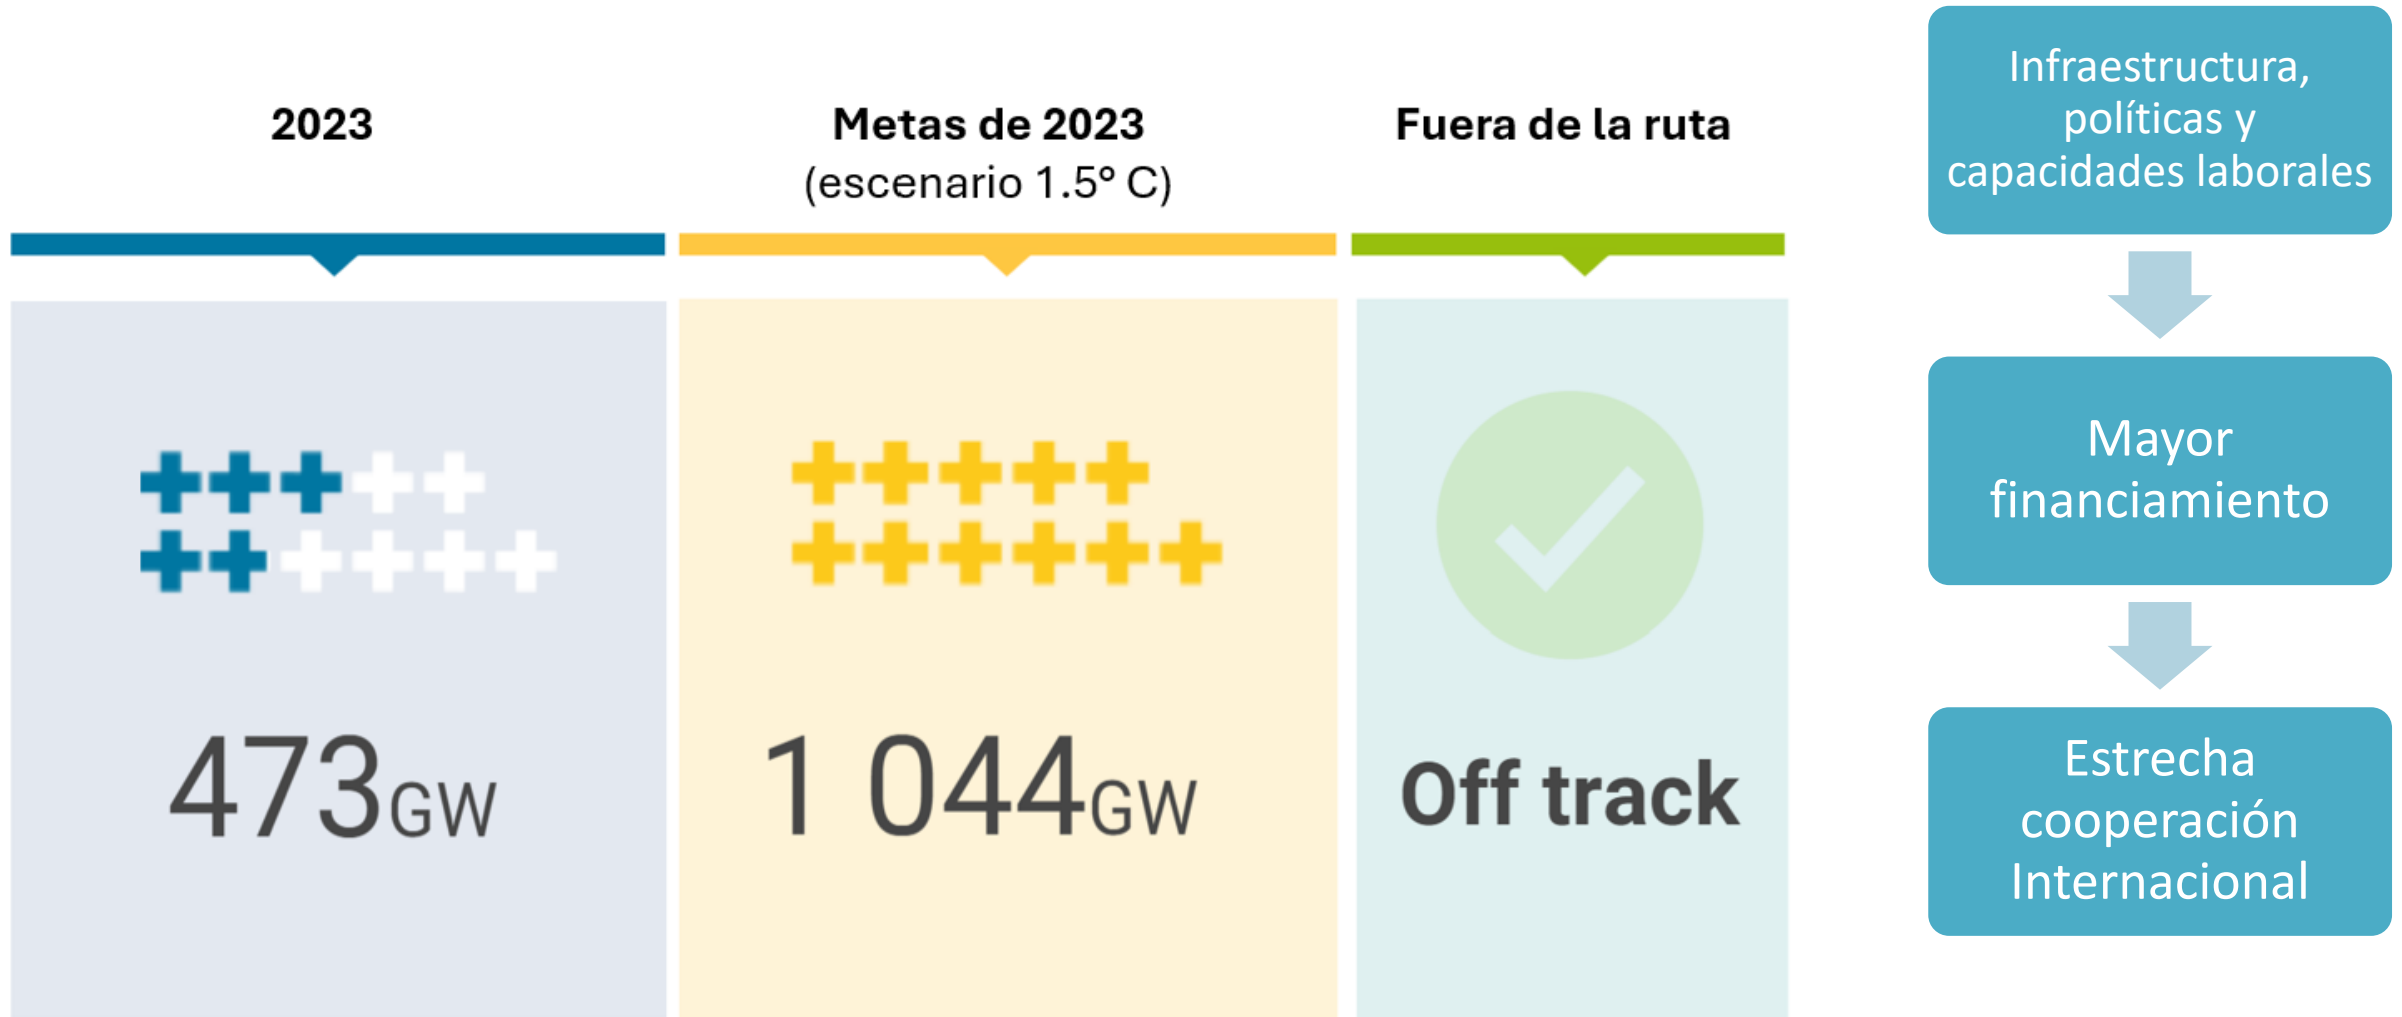 2023
473GW
Metas de 2023
(escenario 1.5° C)
1 044GW
Fuera de la ruta
Off track
Infraestructura,
políticas y
capacidades laborales
Mayor
financiamiento
Estrecha
cooperación
Internacional